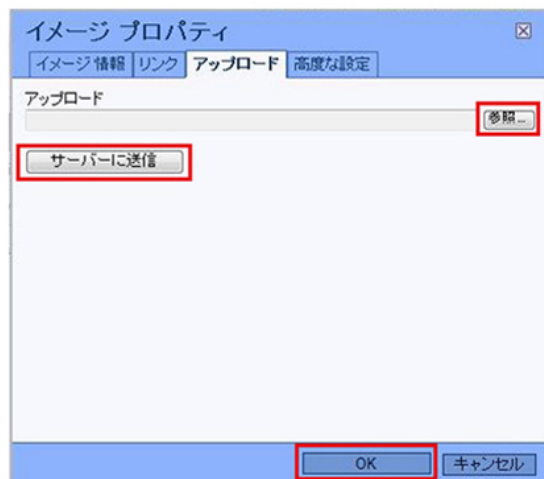 イメージ プロパティ
イメージ情報 リンク アップロード 高度な設定
アップロード
参照...
サーバーに送信
OK キャンセル